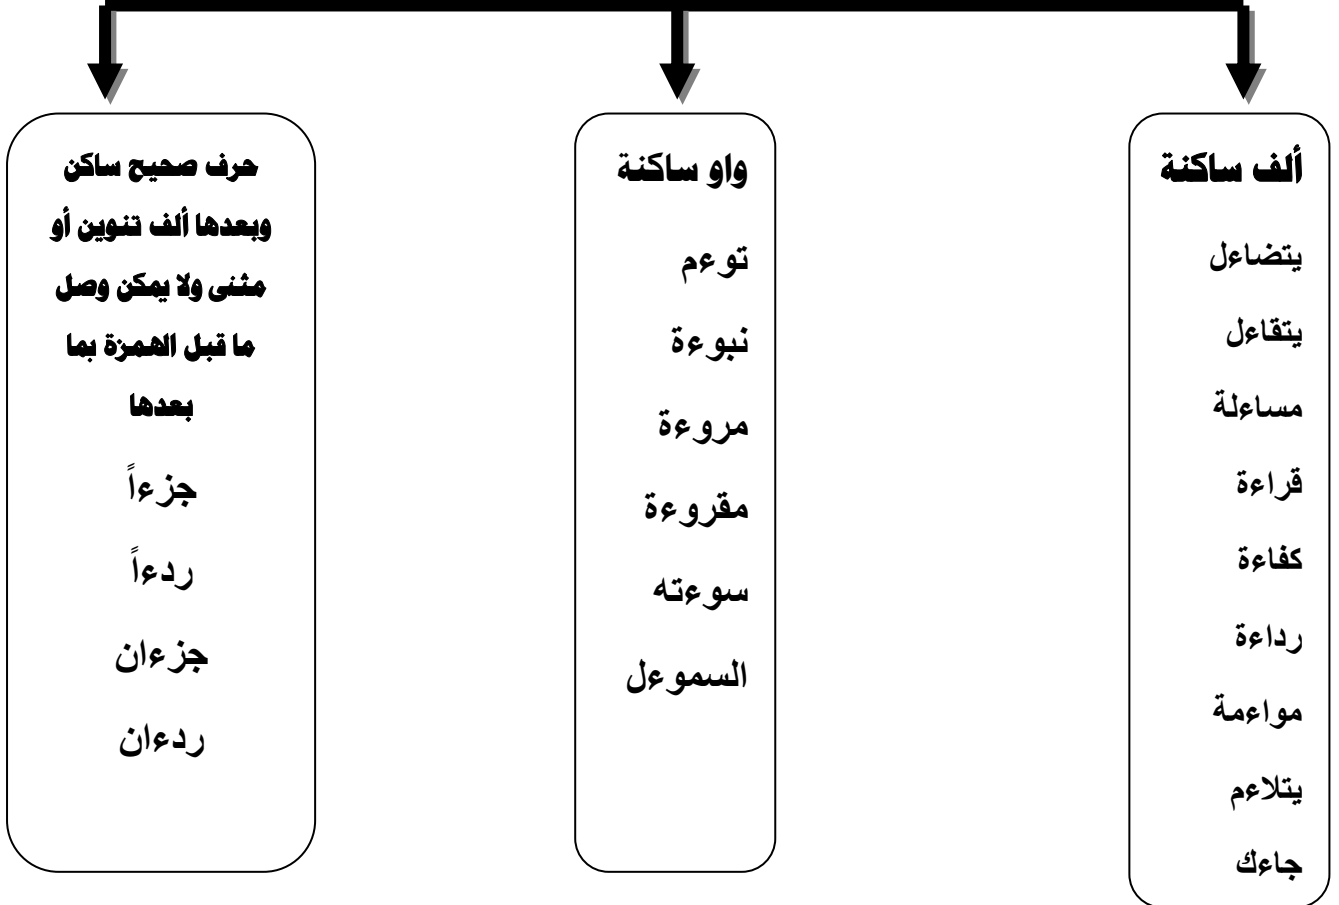 ألف ساكنة
يتضاءل
يتقاءل
مساءلة
قراءة
كفاءة
رداءة
مواءمة
يتلاءم
جاءك
واو ساكنة
توءم
نبوءة
مروءة
مقروءة
سوءته
السموءل
حرف صحيح ساكن
وبعدها ألف تنوين أو
مثنى ولا يمكن وصل
ما قبل الهمزة بما
بعدها
جزءاً
ردءاً
جزءان
ردءان